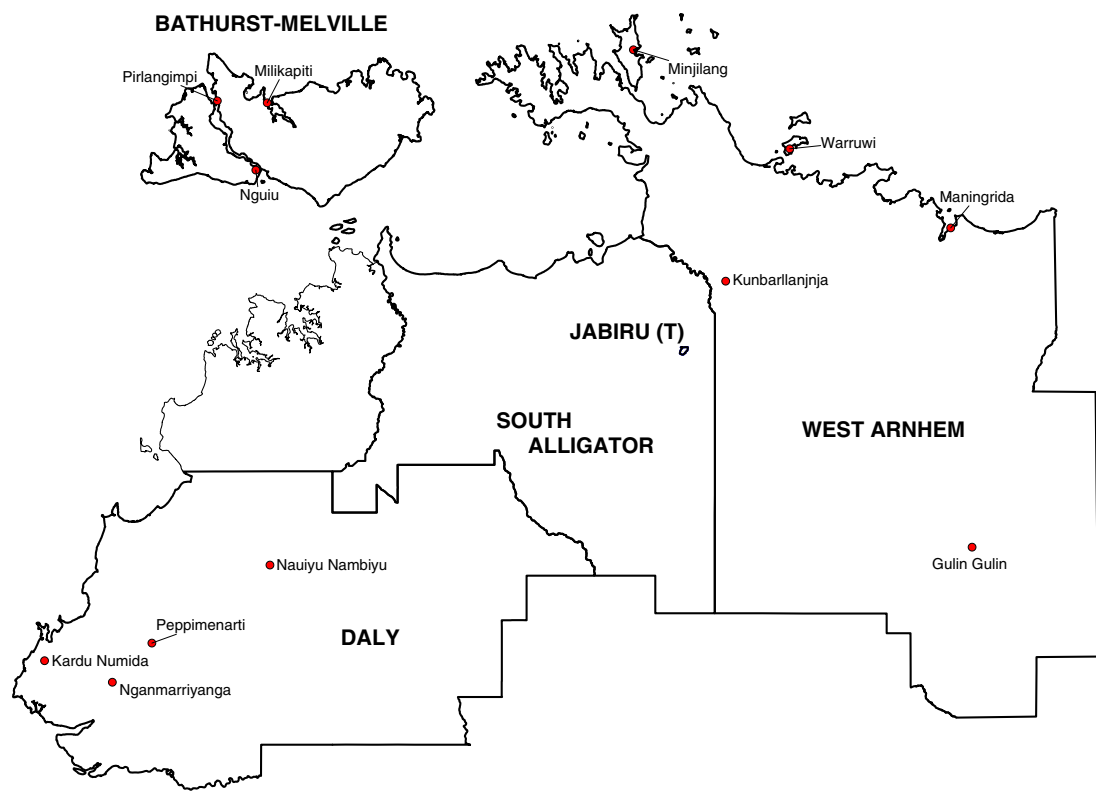 BATHURST-MELVILLE
Pirlangimpi
Milikapiti
Minjilang
Warruwi
Nguiu
Maningrida
Kunbarllanjnja
JABIRU (T)
SOUTH
ALLIGATOR
WEST ARNHEM
Nauiyu Nambiyu
Gulin Gulin
Peppimenarti
DALY
Kardu Numida
Nganmarriyanga